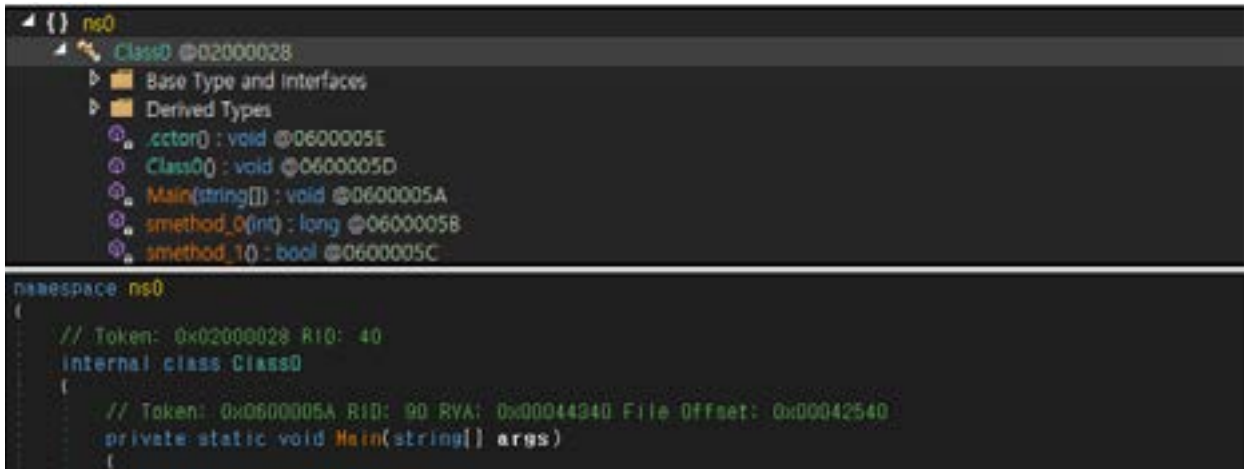 {} ns0
Class0 @02000028
Base Type and Interfaces
Derived Types
.cctor() : void @0600005E
Class0() : void @0600005D
Main(string[]) : void @0600005A
smethod_0(int) : long @0600005B
smethod_1() : bool @0600005C
namespace ns0
{
// Token: 0x02000028 RID: 40
internal class Class0
{
// Token: 0x0600005A RID: 90 RVA: 0x00044340 File Offset: 0x00042540
private static void Main(string[] args)
{